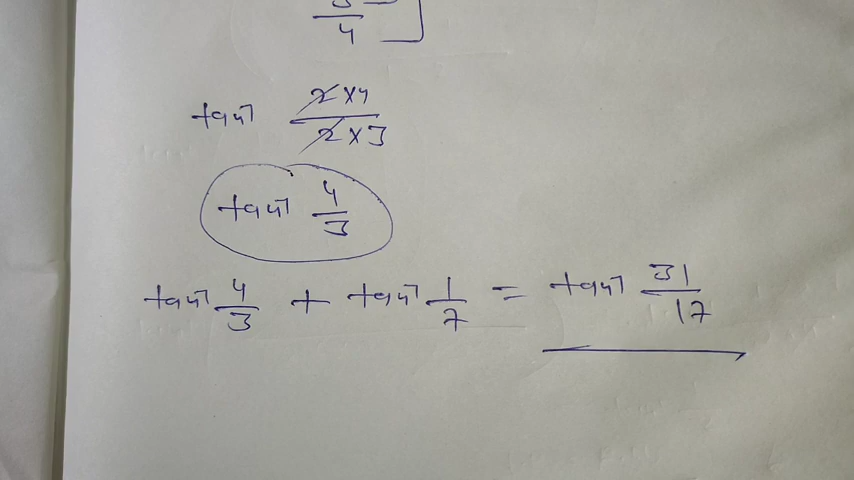 3/4 ]
tan⁻¹ 2×4/2×3
tan⁻¹ 4/3
tan⁻¹ 4/3 + tan⁻¹ 1/7 = tan⁻¹ 31/17